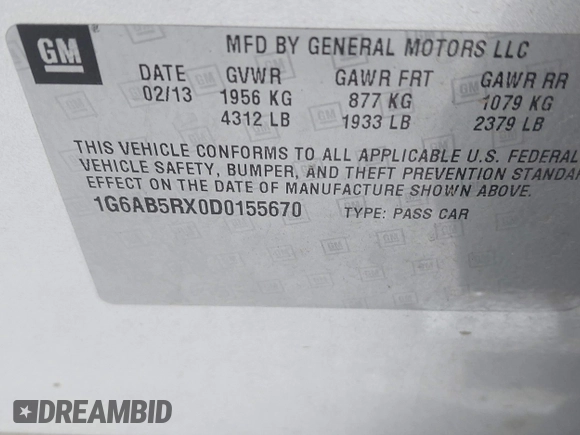 GM
MFD BY GENERAL MOTORS LLC
DATE GVWR GAWR FRT GAWR RR
02/13 1956 KG 877 KG 1079 KG
4312 LB 1933 LB 2379 LB
THIS VEHICLE CONFORMS TO ALL APPLICABLE U.S. FEDERAL
VEHICLE SAFETY, BUMPER, AND THEFT PREVENTION STANDA
EFFECT ON THE DATE OF MANUFACTURE SHOWN ABOVE.
1G6AB5RX0D0155670 TYPE: PASS CAR
DREAMBID